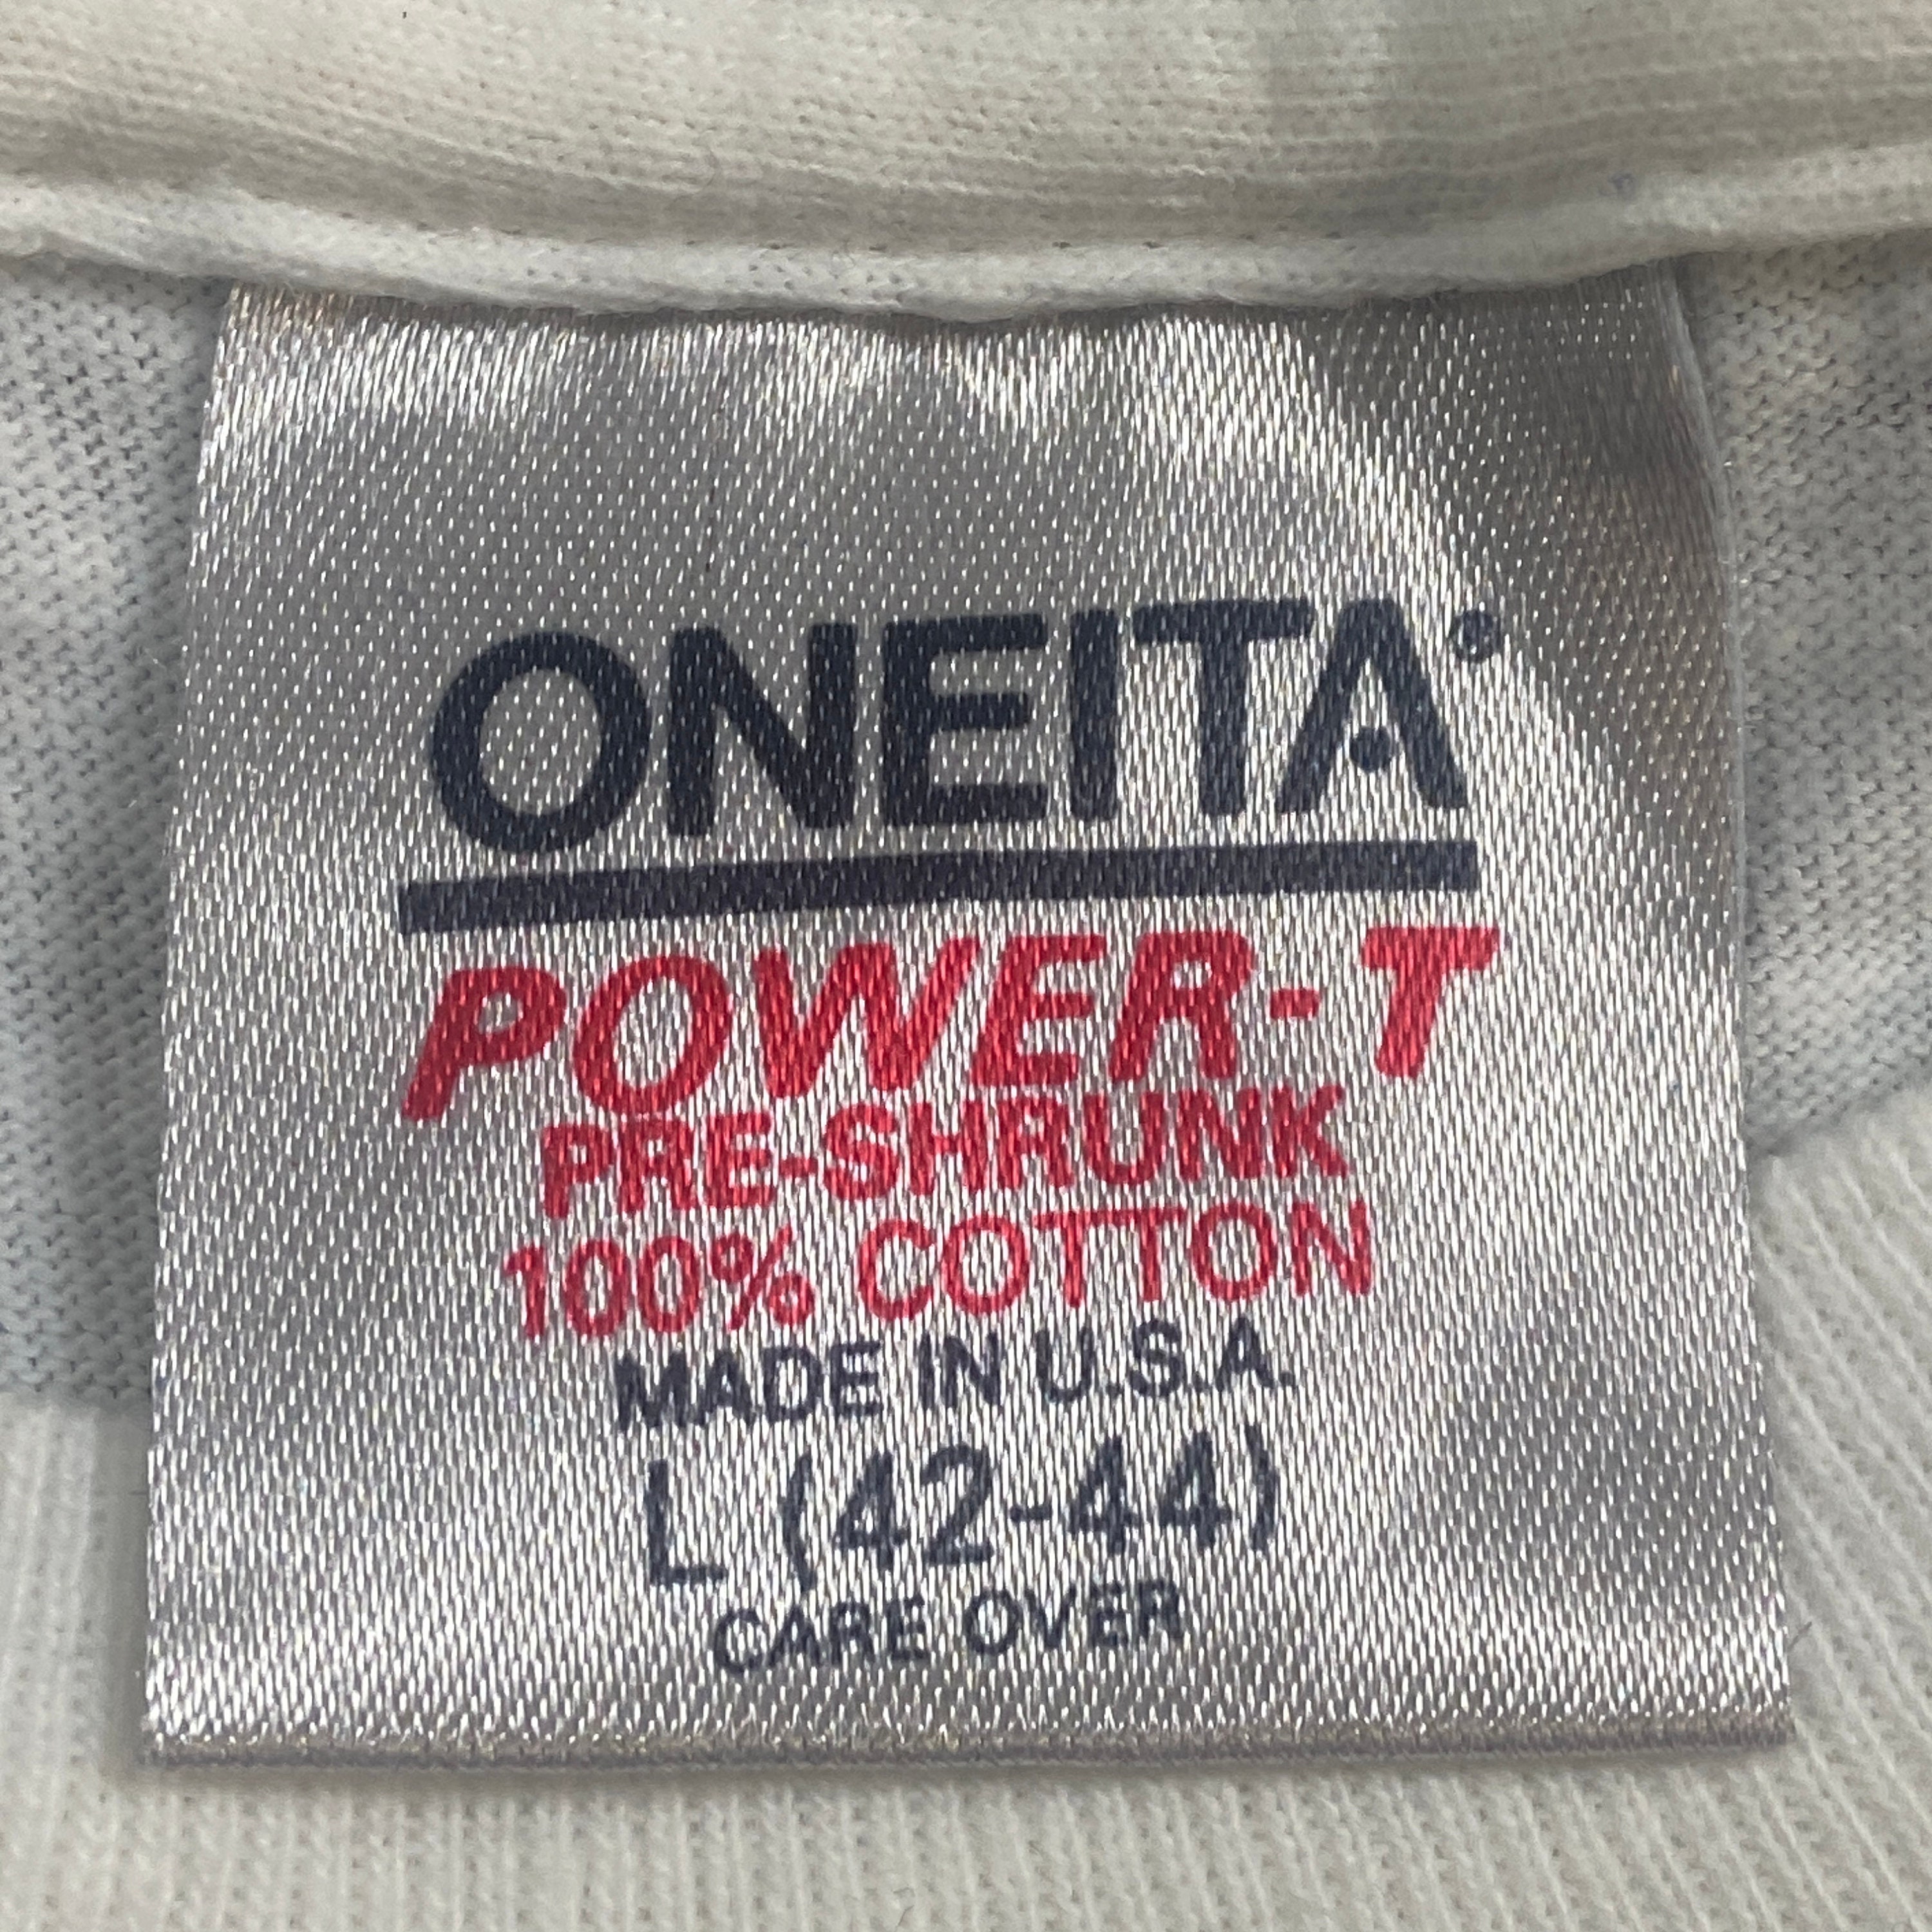 ONEITA®
POWER-T
PRE-SHRUNK
100% COTTON
MADE IN U.S.A.
L (42-44)
CARE OVER